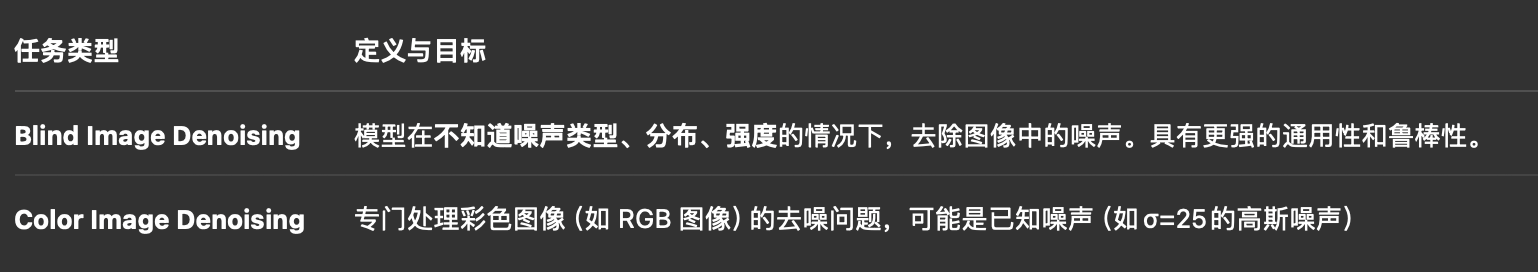 任务类型 定义与目标
Blind Image Denoising 模型在不知道噪声类型、分布、强度的情况下，去除图像中的噪声。具有更强的通用性和鲁棒性。
Color Image Denoising 专门处理彩色图像（如 RGB 图像）的去噪问题，可能是已知噪声（如 σ=25 的高斯噪声）